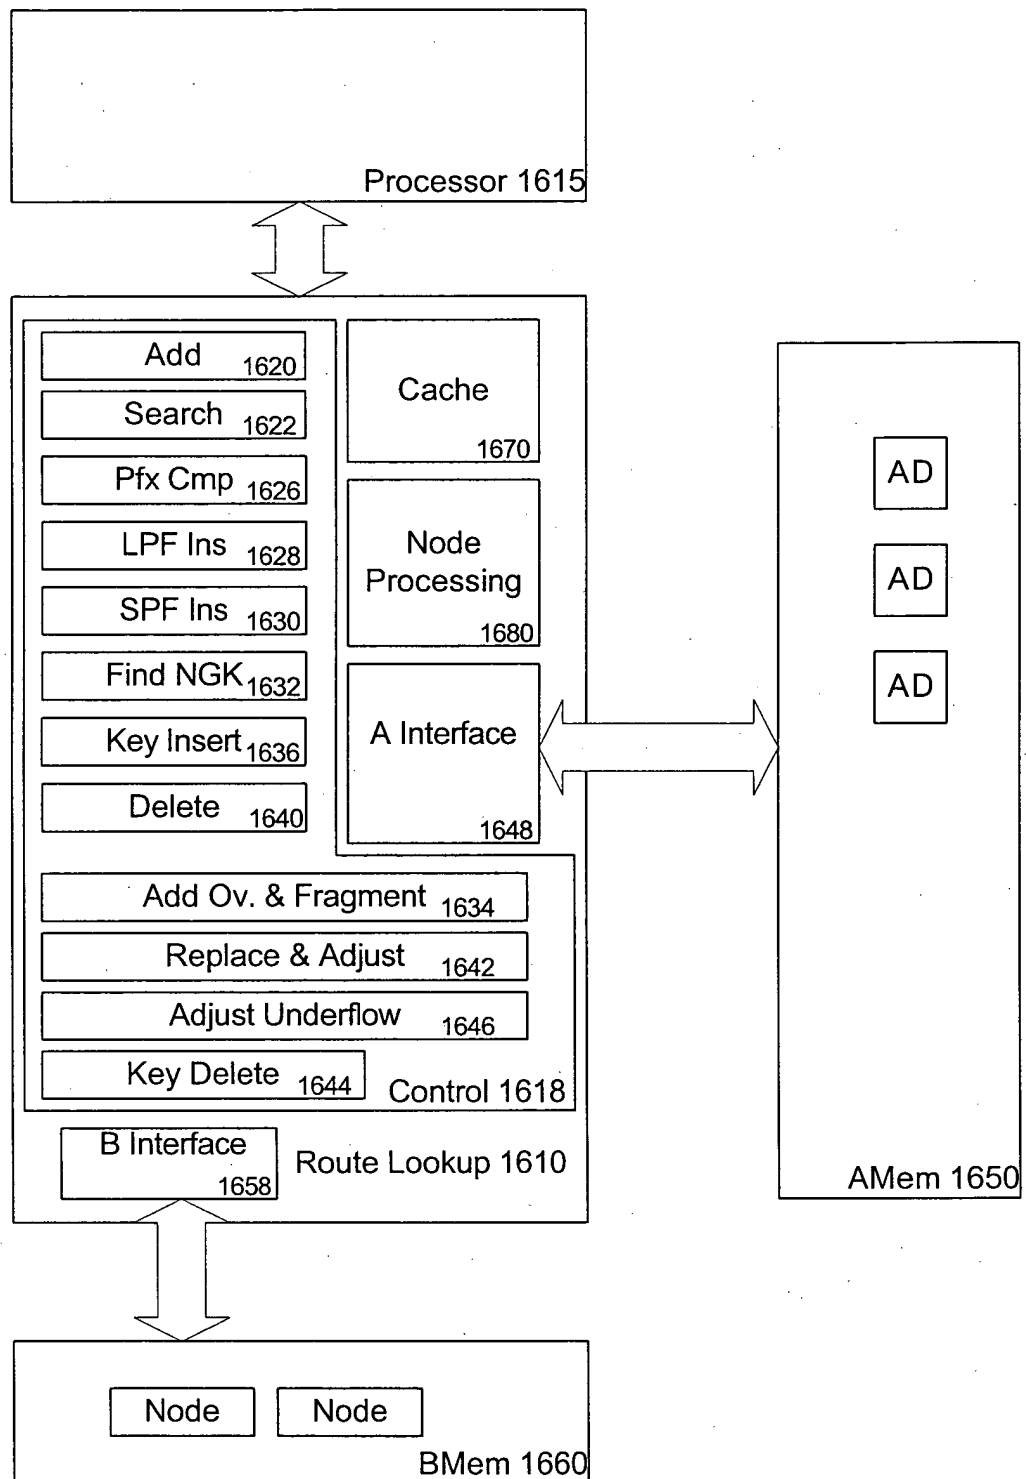 Processor 1615
Add 1620
Search 1622
Pfx Cmp 1626
LPF Ins 1628
SPF Ins 1630
Find NGK 1632
Key Insert 1636
Delete 1640
Cache
1670
Node
Processing
1680
A Interface
1648
Add Ov. & Fragment 1634
Replace & Adjust 1642
Adjust Underflow 1646
Key Delete 1644
Control 1618
B Interface
1658
Route Lookup 1610
AD
AD
AD
AMem 1650
Node
Node
BMem 1660